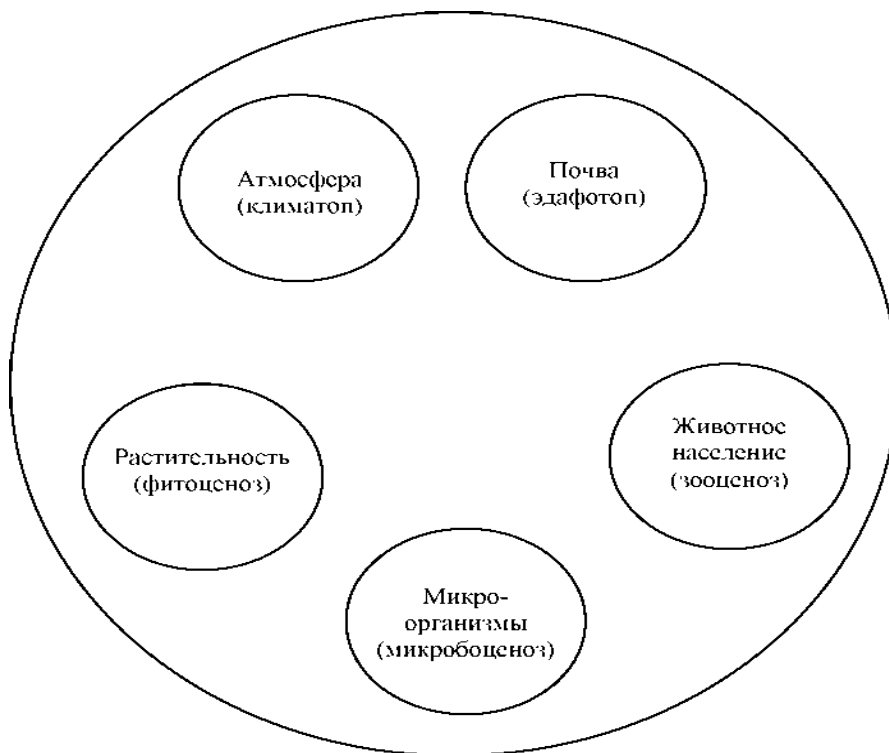 Атмосфера
(климатоп)
Почва
(эдафотоп)
Растительность
(фитоценоз)
Животное
население
(зооценоз)
Микро-
организмы
(микробоценоз)